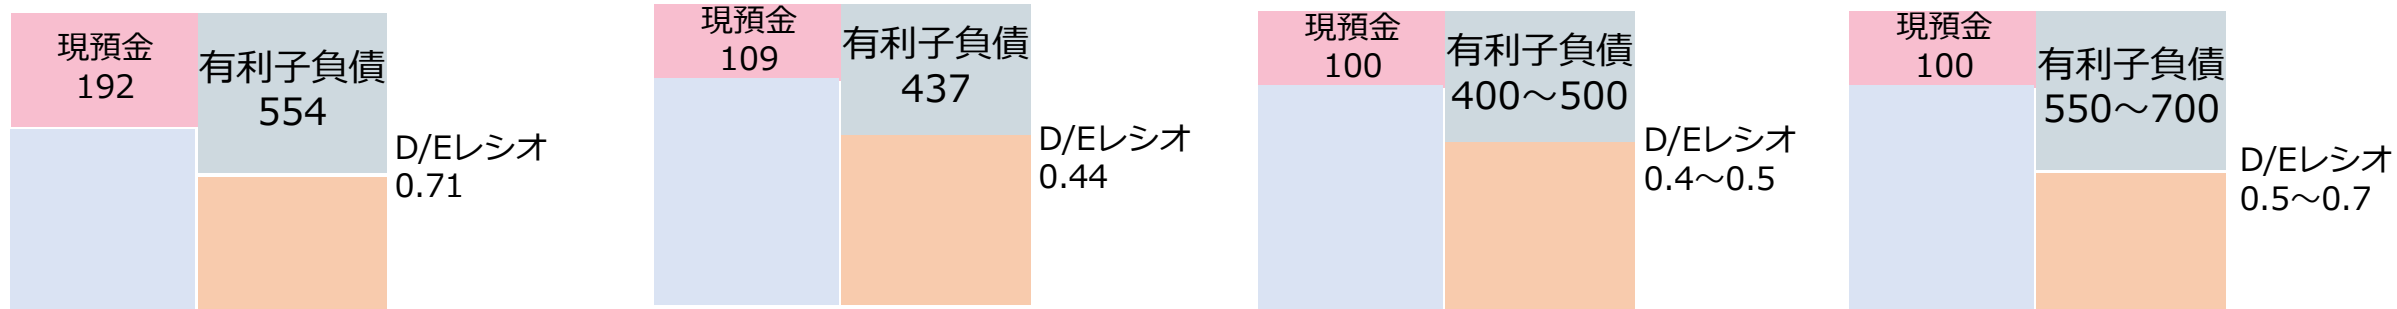 現預金
192
有利子負債
554
D/Eレシオ
0.71
現預金
109
有利子負債
437
D/Eレシオ
0.44
現預金
100
有利子負債
400～500
D/Eレシオ
0.4～0.5
現預金
100
有利子負債
550～700
D/Eレシオ
0.5～0.7